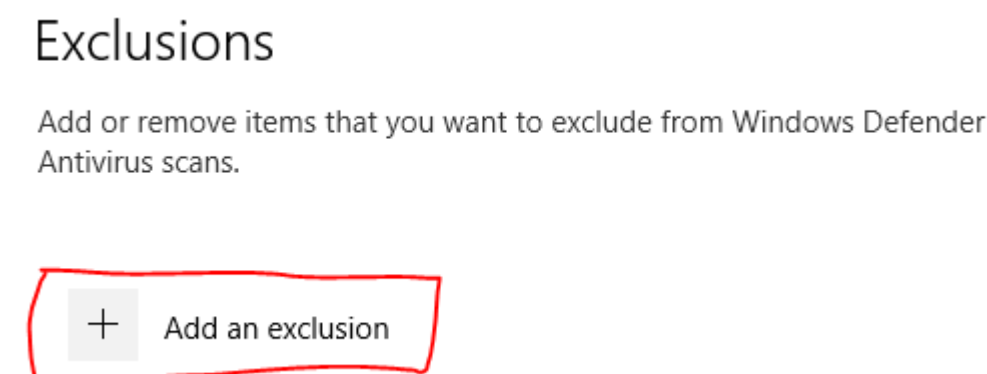 Exclusions
Add or remove items that you want to exclude from Windows Defender
Antivirus scans.
+ Add an exclusion